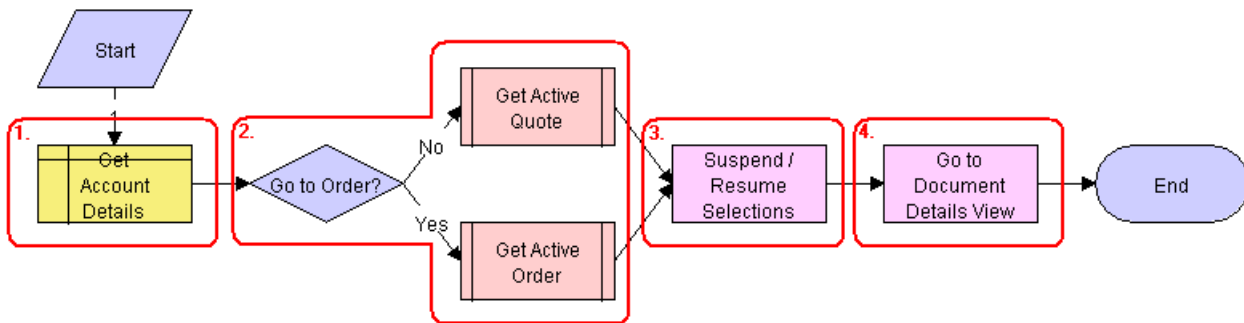 Start
1
1.
Get
Account
Details
2.
Go to Order?
No
Yes
Get Active
Quote
Get Active
Order
3.
Suspend /
Resume
Selections
4.
Go to
Document
Details View
End